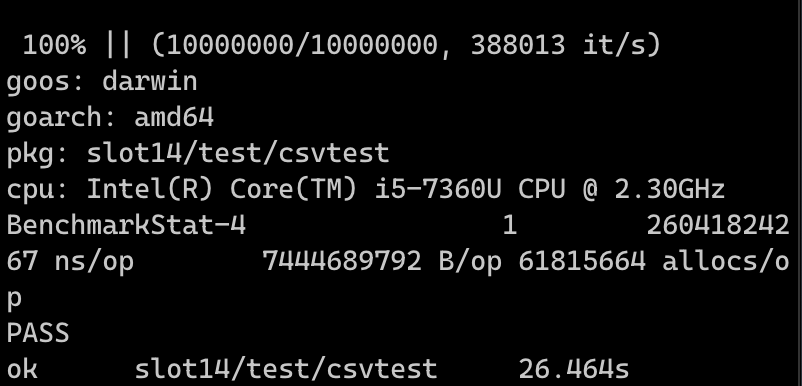 100% || (10000000/10000000, 388013 it/s)
goos: darwin
goarch: amd64
pkg: slot14/test/csvtest
cpu: Intel(R) Core(TM) i5-7360U CPU @ 2.30GHz
BenchmarkStat-4                1        260418242
67 ns/op        7444689792 B/op 61815664 allocs/o
p
PASS
ok      slot14/test/csvtest     26.464s